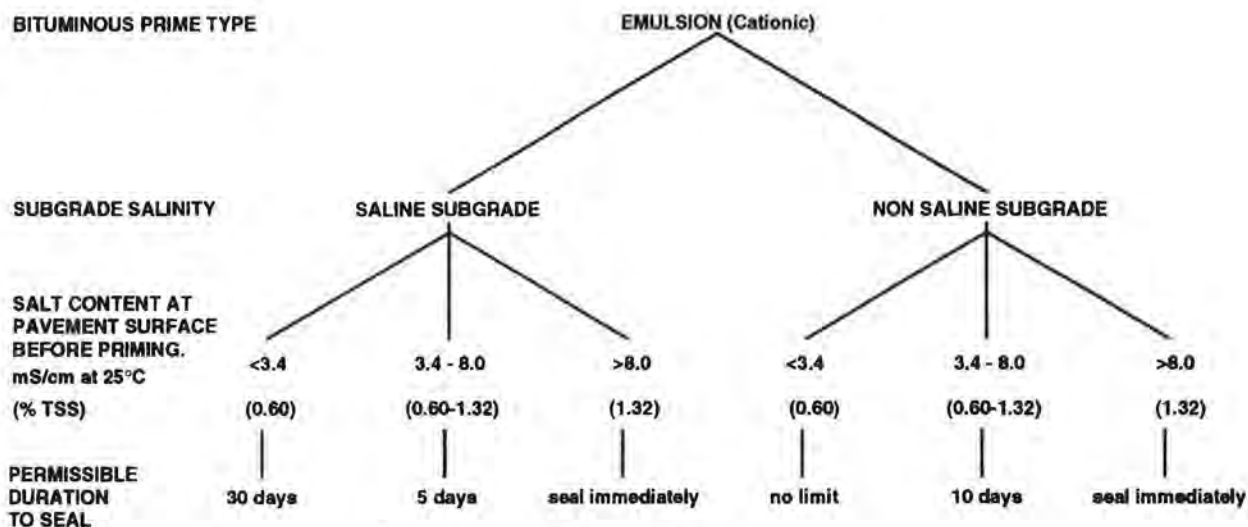 BITUMINOUS PRIME TYPE
EMULSION (Cationic)
SUBGRADE SALINITY
SALINE SUBGRADE
NON SALINE SUBGRADE
SALT CONTENT AT
PAVEMENT SURFACE
BEFORE PRIMING.
mS/cm at 25°C
<3.4
3.4 - 8.0
>8.0
<3.4
3.4 - 8.0
>8.0
(% TSS)
(0.60)
(0.60-1.32)
(1.32)
(0.60)
(0.60-1.32)
(1.32)
PERMISSIBLE
DURATION
TO SEAL
30 days
5 days
seal immediately
no limit
10 days
seal immediately